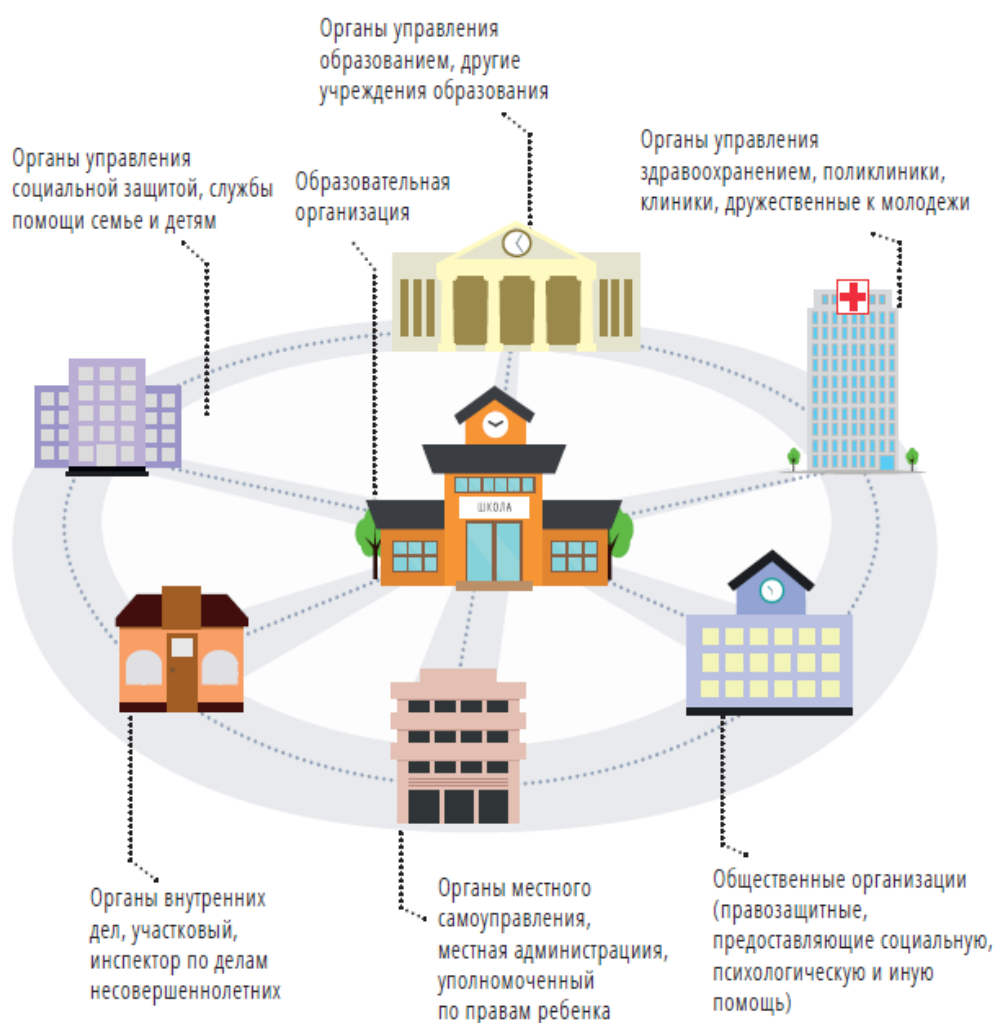 Органы управления
образованием, другие
учреждения образования
Органы управления
социальной защитой, службы
помощи семье и детям
Образовательная
организация
Органы управления
здравоохранением, поликлиники,
клиники, дружественные к молодежи
ШКОЛА
Органы внутренних
дел, участковый,
инспектор по делам
несовершеннолетних
Органы местного
самоуправления,
местная администрациия,
уполномоченный
по правам ребенка
Общественные организации
(правозащитные,
предоставляющие социальную,
психологическую и иную
помощь)